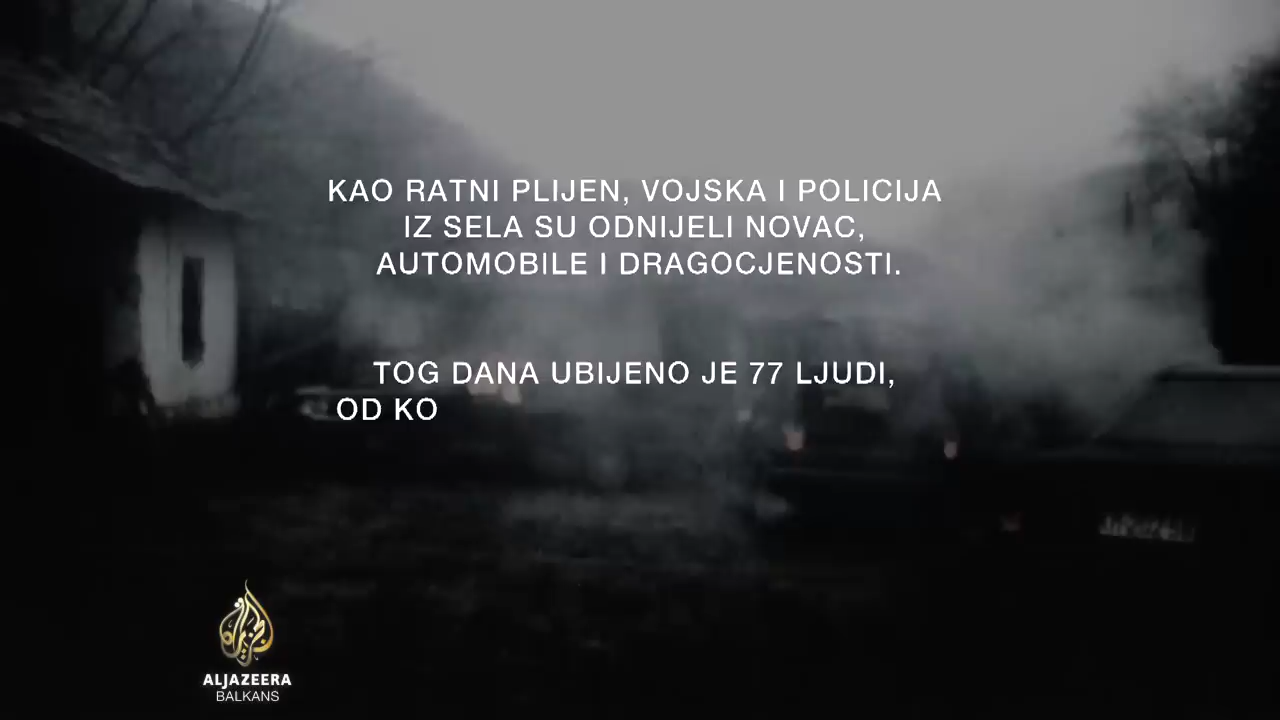 KAO RATNI PLIJEN, VOJSKA I POLICIJA
IZ SELA SU ODNIJELI NOVAC,
AUTOMOBILE I DRAGOCJENOSTI.
TOG DANA UBIJENO JE 77 LJUDI,
OD KO
ALJAZEERA
BALKANS